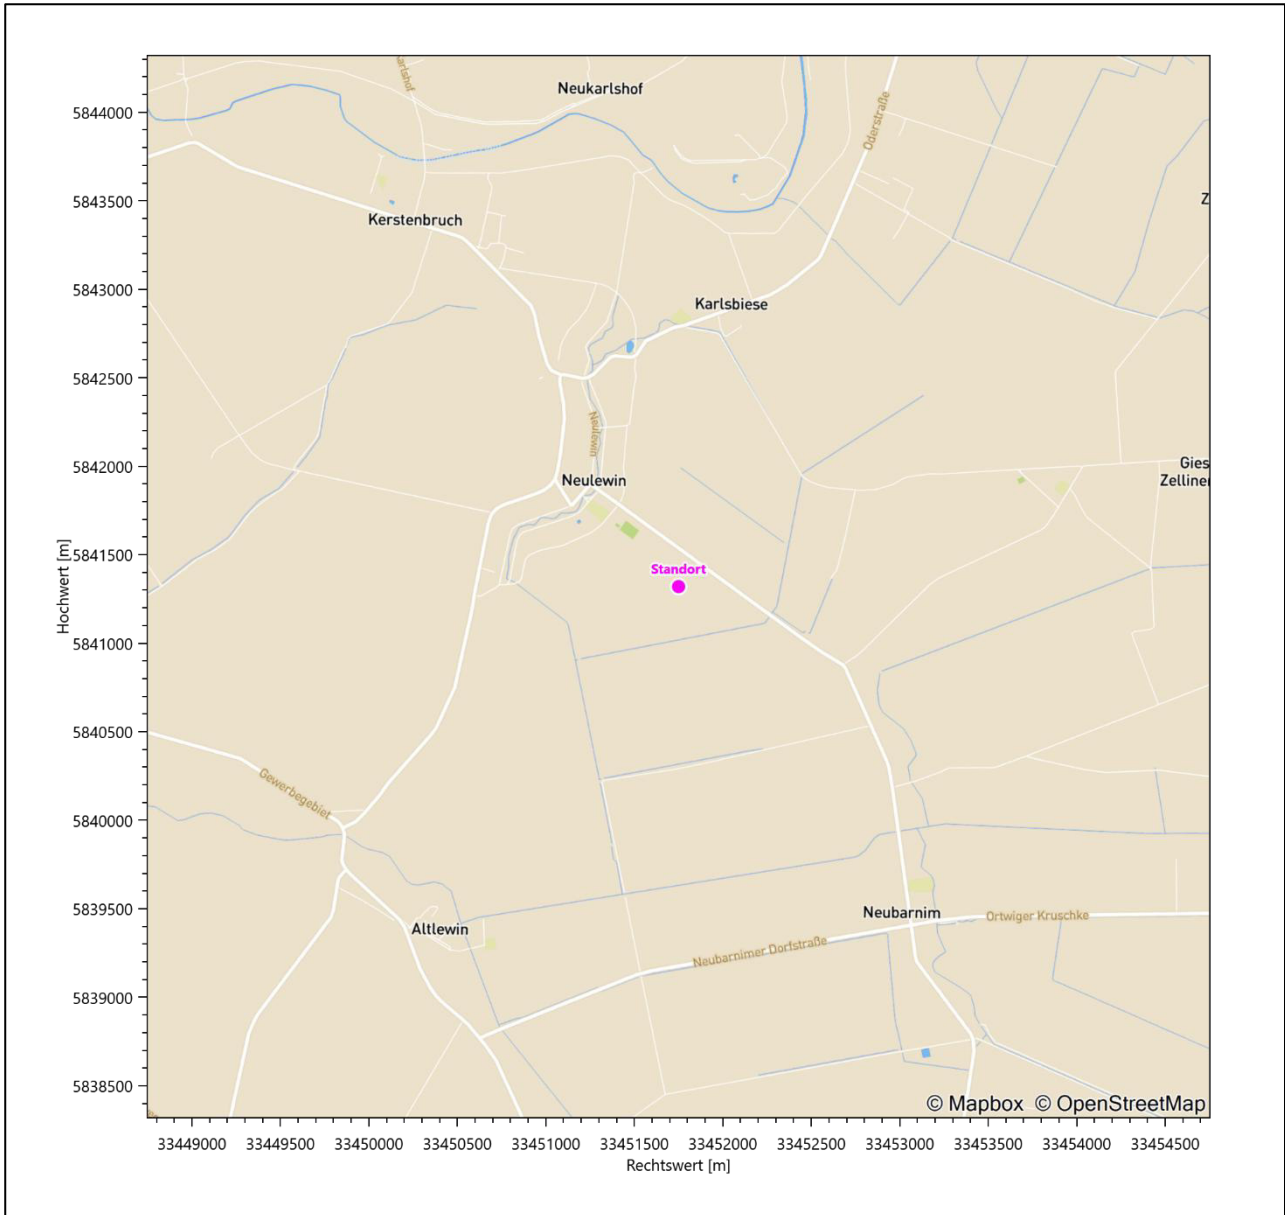 Karlshof
Neukarlshof
Oderstraße
Z
Kerstenbruch
Karlsbiese
Neulewin
Neulewin
Gies
Zelliner
Standort
Gewerbegebiet
Altlewin
Neubarnim
Ortwiger Kruschke
Neubarnimer Dorfstraße
© Mapbox © OpenStreetMap
5844000
5843500
5843000
5842500
5842000
5841500
5841000
5840500
5840000
5839500
5839000
5838500
Hochwert [m]
33449000 33449500 33450000 33450500 33451000 33451500 33452000 33452500 33453000 33453500 33454000 33454500
Rechtswert [m]